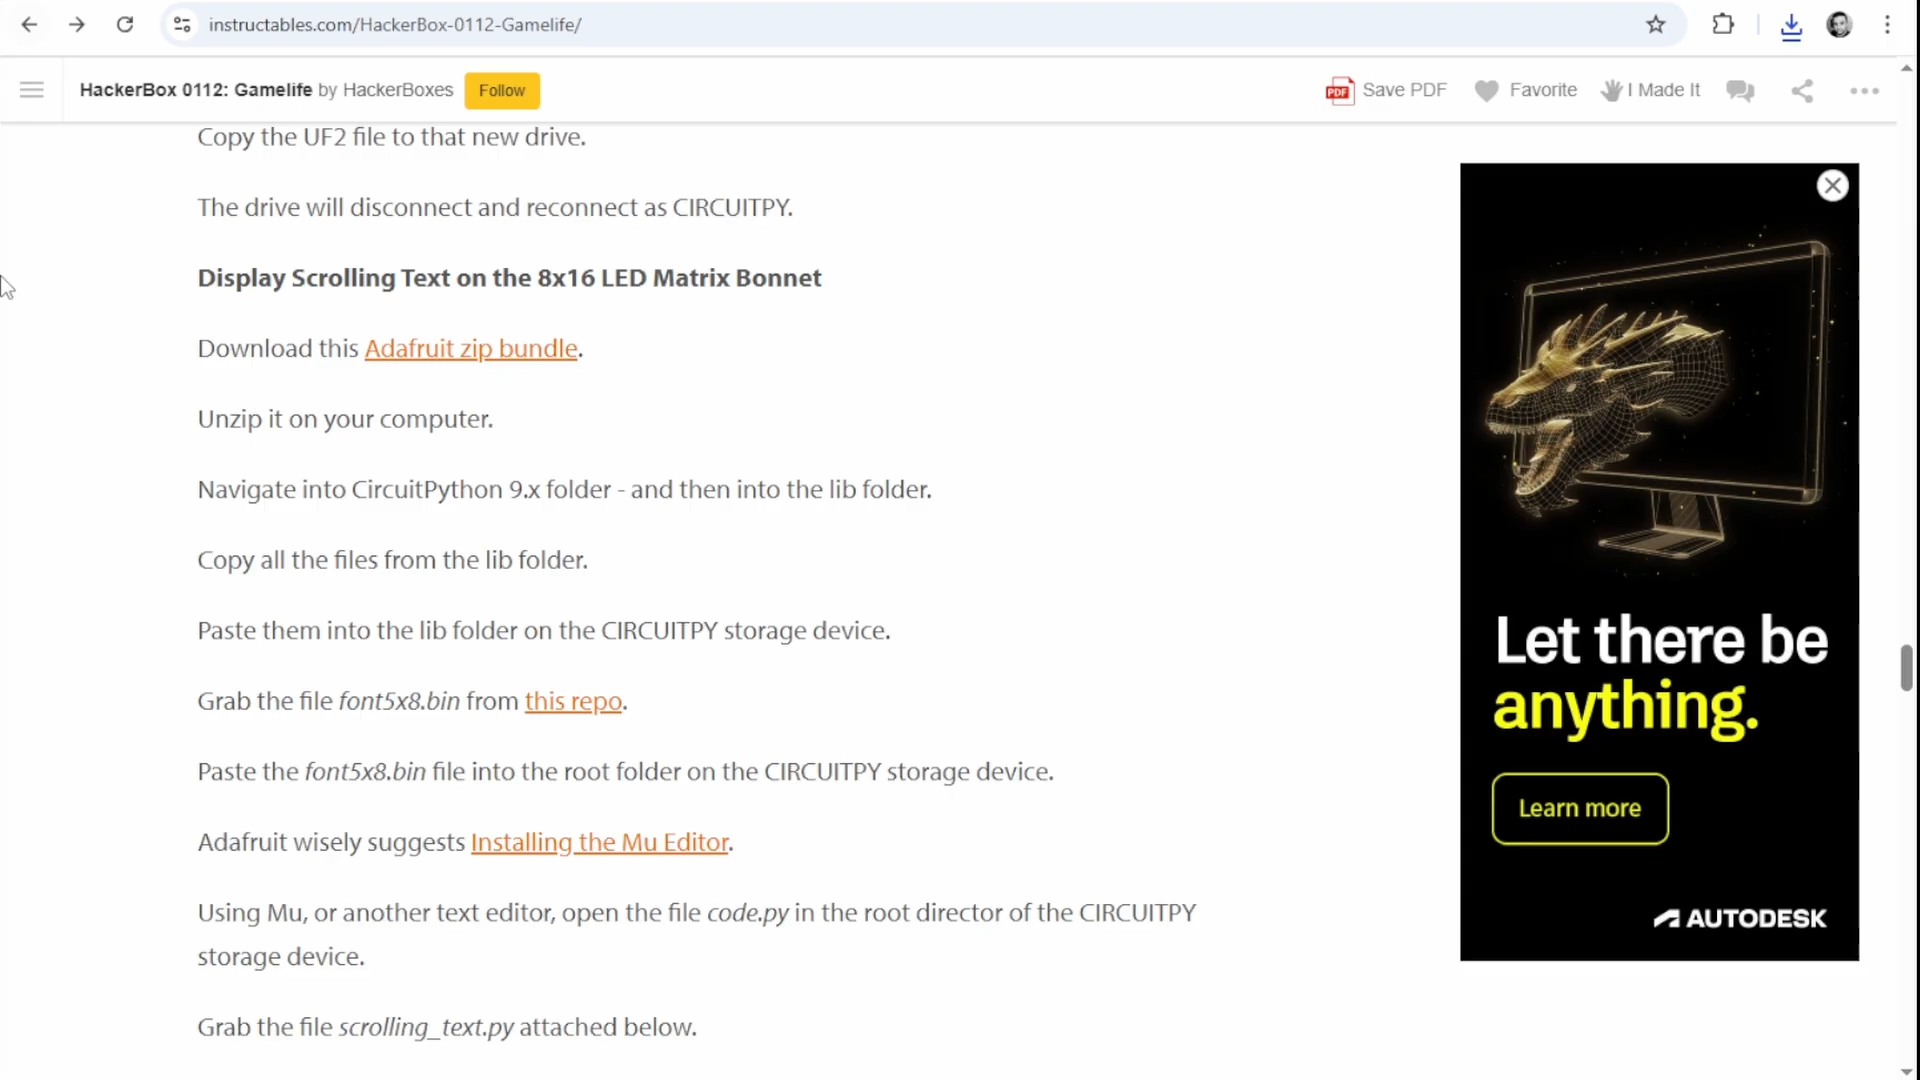 instructables.com/HackerBox-0112-Gamelife/
HackerBox 0112: Gamelife by HackerBoxes Follow
PDF Save PDF Favorite I Made It
Copy the UF2 file to that new drive.
The drive will disconnect and reconnect as CIRCUITPY.
Display Scrolling Text on the 8x16 LED Matrix Bonnet
Download this Adafruit zip bundle.
Unzip it on your computer.
Navigate into CircuitPython 9.x folder - and then into the lib folder.
Copy all the files from the lib folder.
Paste them into the lib folder on the CIRCUITPY storage device.
Grab the file font5x8.bin from this repo.
Paste the font5x8.bin file into the root folder on the CIRCUITPY storage device.
Adafruit wisely suggests Installing the Mu Editor.
Using Mu, or another text editor, open the file code.py in the root director of the CIRCUITPY
storage device.
Grab the file scrolling_text.py attached below.
Let there be
anything.
Learn more
AUTODESK